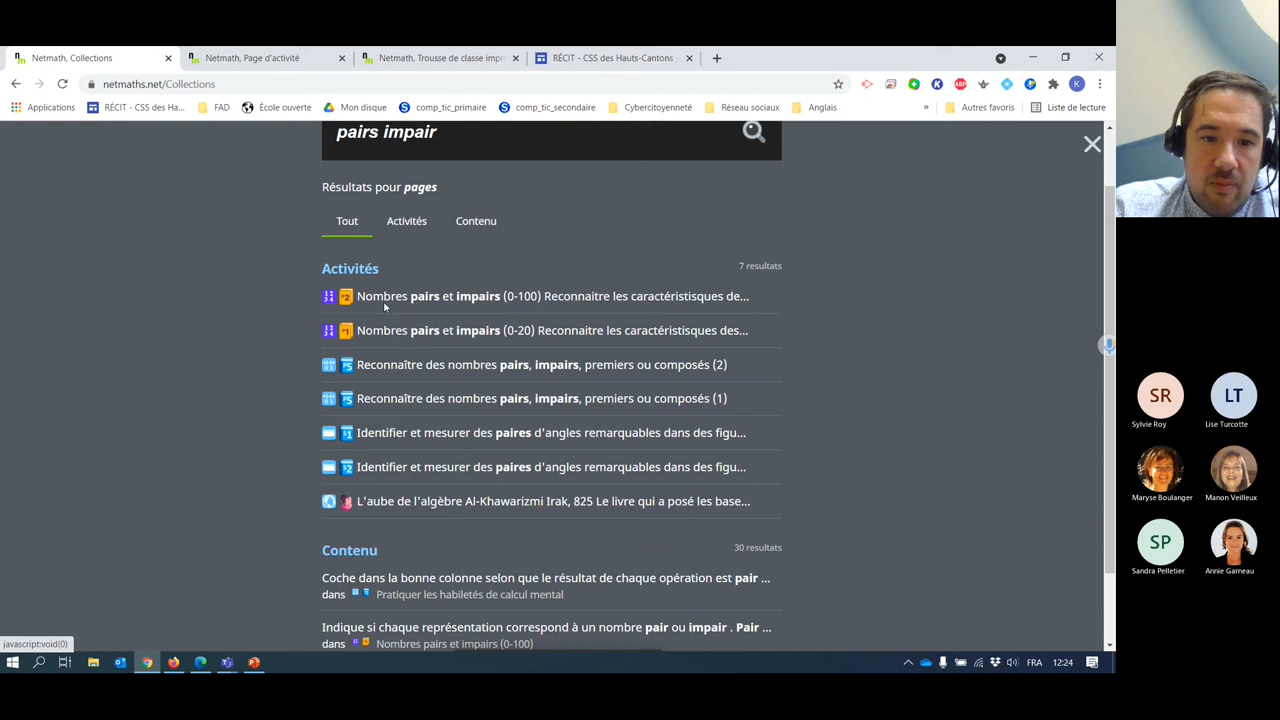 Netmath, Collections
Netmath, Page d'activité
Netmath, Trousse de classe impr
RÉCIT - CSS des Hauts-Cantons -
netmaths.net/Collections
K
Applications
RÉCIT - CSS des Ha...
FAD
École ouverte
Mon disque
comp_tic_primaire
comp_tic_secondaire
Cybercitoyenneté
Réseau sociaux
Anglais
»
Autres favoris
Liste de lecture
pairs impair
Résultats pour pages
Tout
Activités
Contenu
Activités
7 resultats
Nombres pairs et impairs (0-100) Reconnaitre les caractéristisques de...
Nombres pairs et impairs (0-20) Reconnaitre les caractéristisques des...
Reconnaître des nombres pairs, impairs, premiers ou composés (2)
Reconnaître des nombres pairs, impairs, premiers ou composés (1)
Identifier et mesurer des paires d'angles remarquables dans des figu...
Identifier et mesurer des paires d'angles remarquables dans des figu...
L'aube de l'algèbre Al-Khawarizmi Irak, 825 Le livre qui a posé les base...
Contenu
30 resultats
Coche dans la bonne colonne selon que le résultat de chaque opération est pair ...
dans Pratiquer les habiletés de calcul mental
Indique si chaque représentation correspond à un nombre pair ou impair . Pair ...
dans Nombres pairs et impairs (0-100)
javascript:void(0)
FRA
12:24
SR
Sylvie Roy
LT
Lise Turcotte
Maryse Boulanger
Manon Veilleux
SP
Sandra Pelletier
Annie Garneau